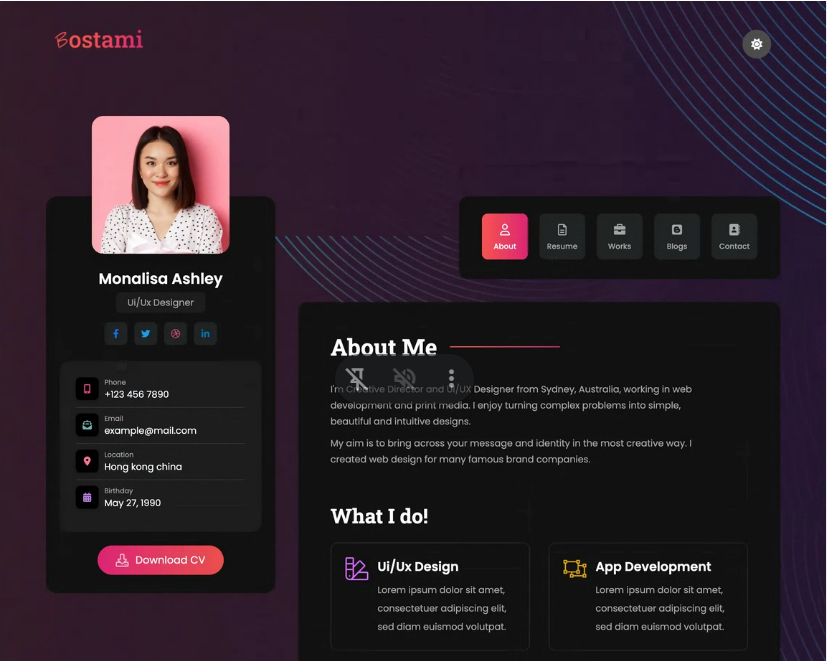 Bostami
About
Resume
Works
Blogs
Contact
Monalisa Ashley
Ui/Ux Designer
Phone
+123 456 7890
Email
example@mail.com
Location
Hong kong china
Birthday
May 27, 1990
Download CV
About Me
I'm Creative Director and UI/UX Designer from Sydney, Australia, working in web
development and print media. I enjoy turning complex problems into simple,
beautiful and intuitive designs.
My aim is to bring across your message and identity in the most creative way. I
created web design for many famous brand companies.
What I do!
Ui/Ux Design
Lorem ipsum dolor sit amet,
consectetuer adipiscing elit,
sed diam euismod volutpat.
App Development
Lorem ipsum dolor sit amet,
consectetuer adipiscing elit,
sed diam euismod volutpat.